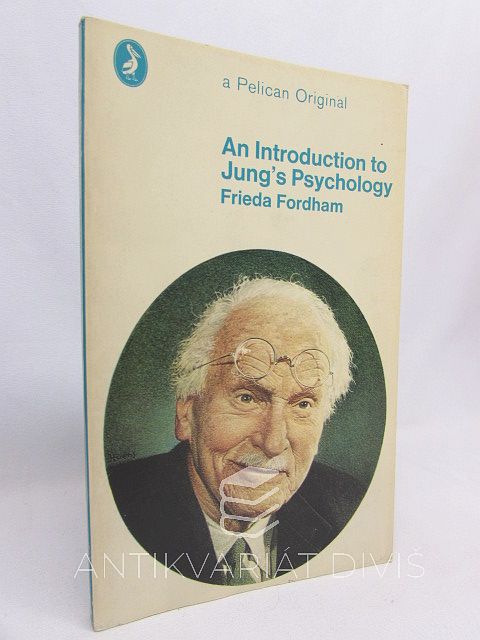 a Pelican Original
An Introduction to
Jung's Psychology
Frieda Fordham
ANTIKVARIÁT DIVIŠ